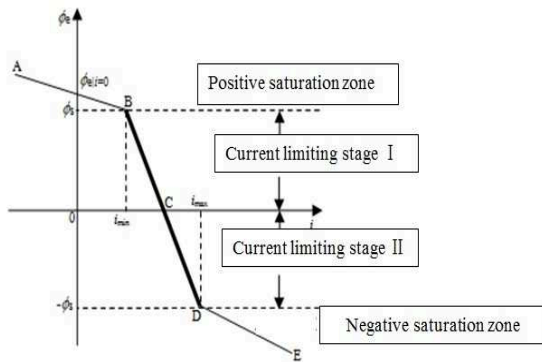 ϕe
A
ϕe|i=0
B
Positive saturation zone
ϕs
Current limiting stage Ⅰ
C
imax
0
imin
i
Current limiting stage Ⅱ
-ϕs
D
Negative saturation zone
E